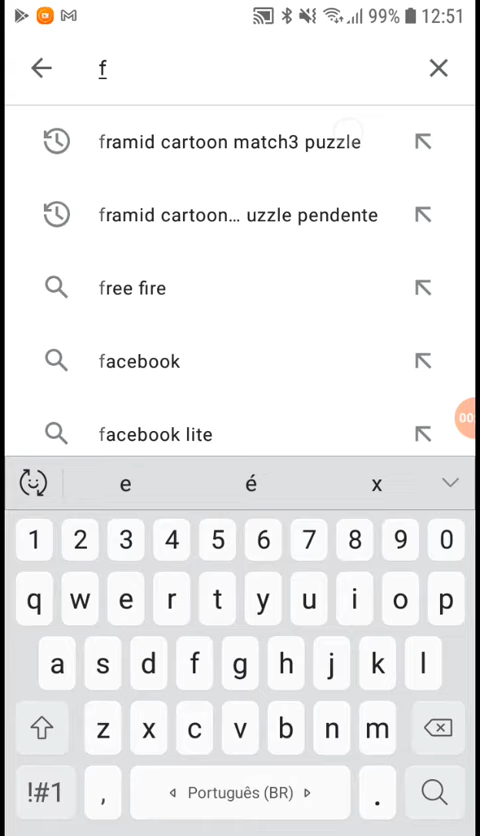 99% 12:51
f
framid cartoon match3 puzzle
framid cartoon... uzzle pendente
free fire
facebook
facebook lite
00:
e é x
1 2 3 4 5 6 7 8 9 0
q w e r t y u i o p
a s d f g h j k l
z x c v b n m
!#1 , Português (BR) .